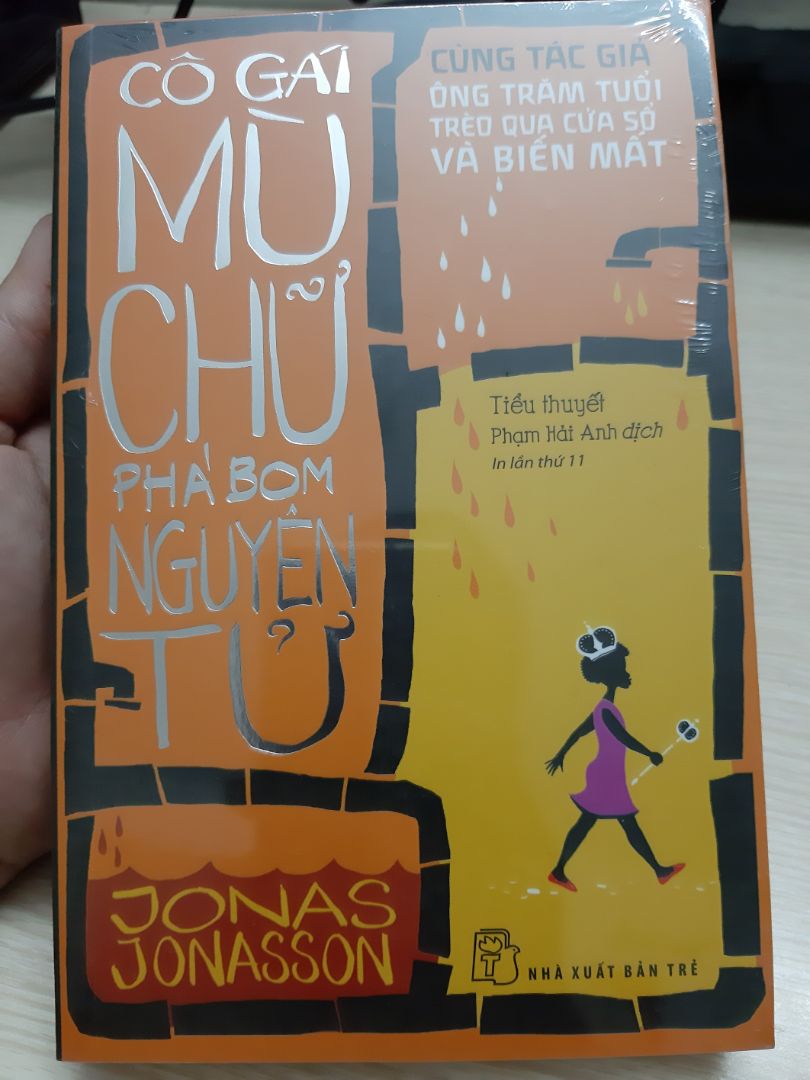 CÔ GÁI
MÙ
CHỮ
PHÁ BOM
NGUYÊN
TỬ
CÙNG TÁC GIẢ
ÔNG TRĂM TUỔI
TRÈO QUA CỬA SỔ
VÀ BIẾN MẤT
Tiểu thuyết
Phạm Hải Anh dịch
In lần thứ 11
JONAS
JONASSON
T
NHÀ XUẤT BẢN TRẺ